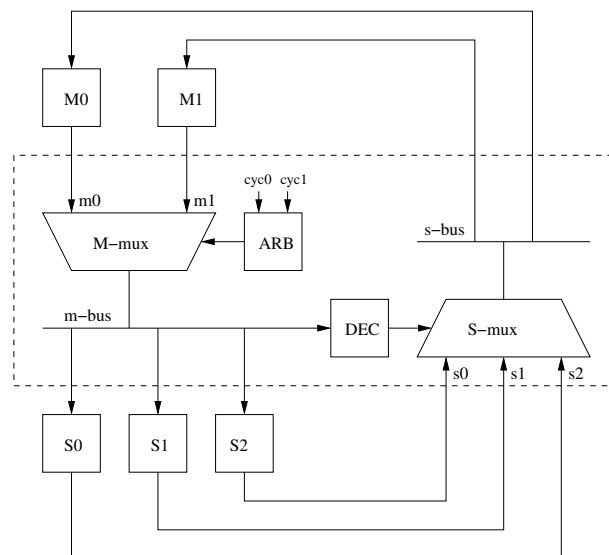 M0 M1
cyc0 cyc1
m0 m1
M-mux ARB s-bus
m-bus DEC S-mux
s0 s1 s2
S0 S1 S2